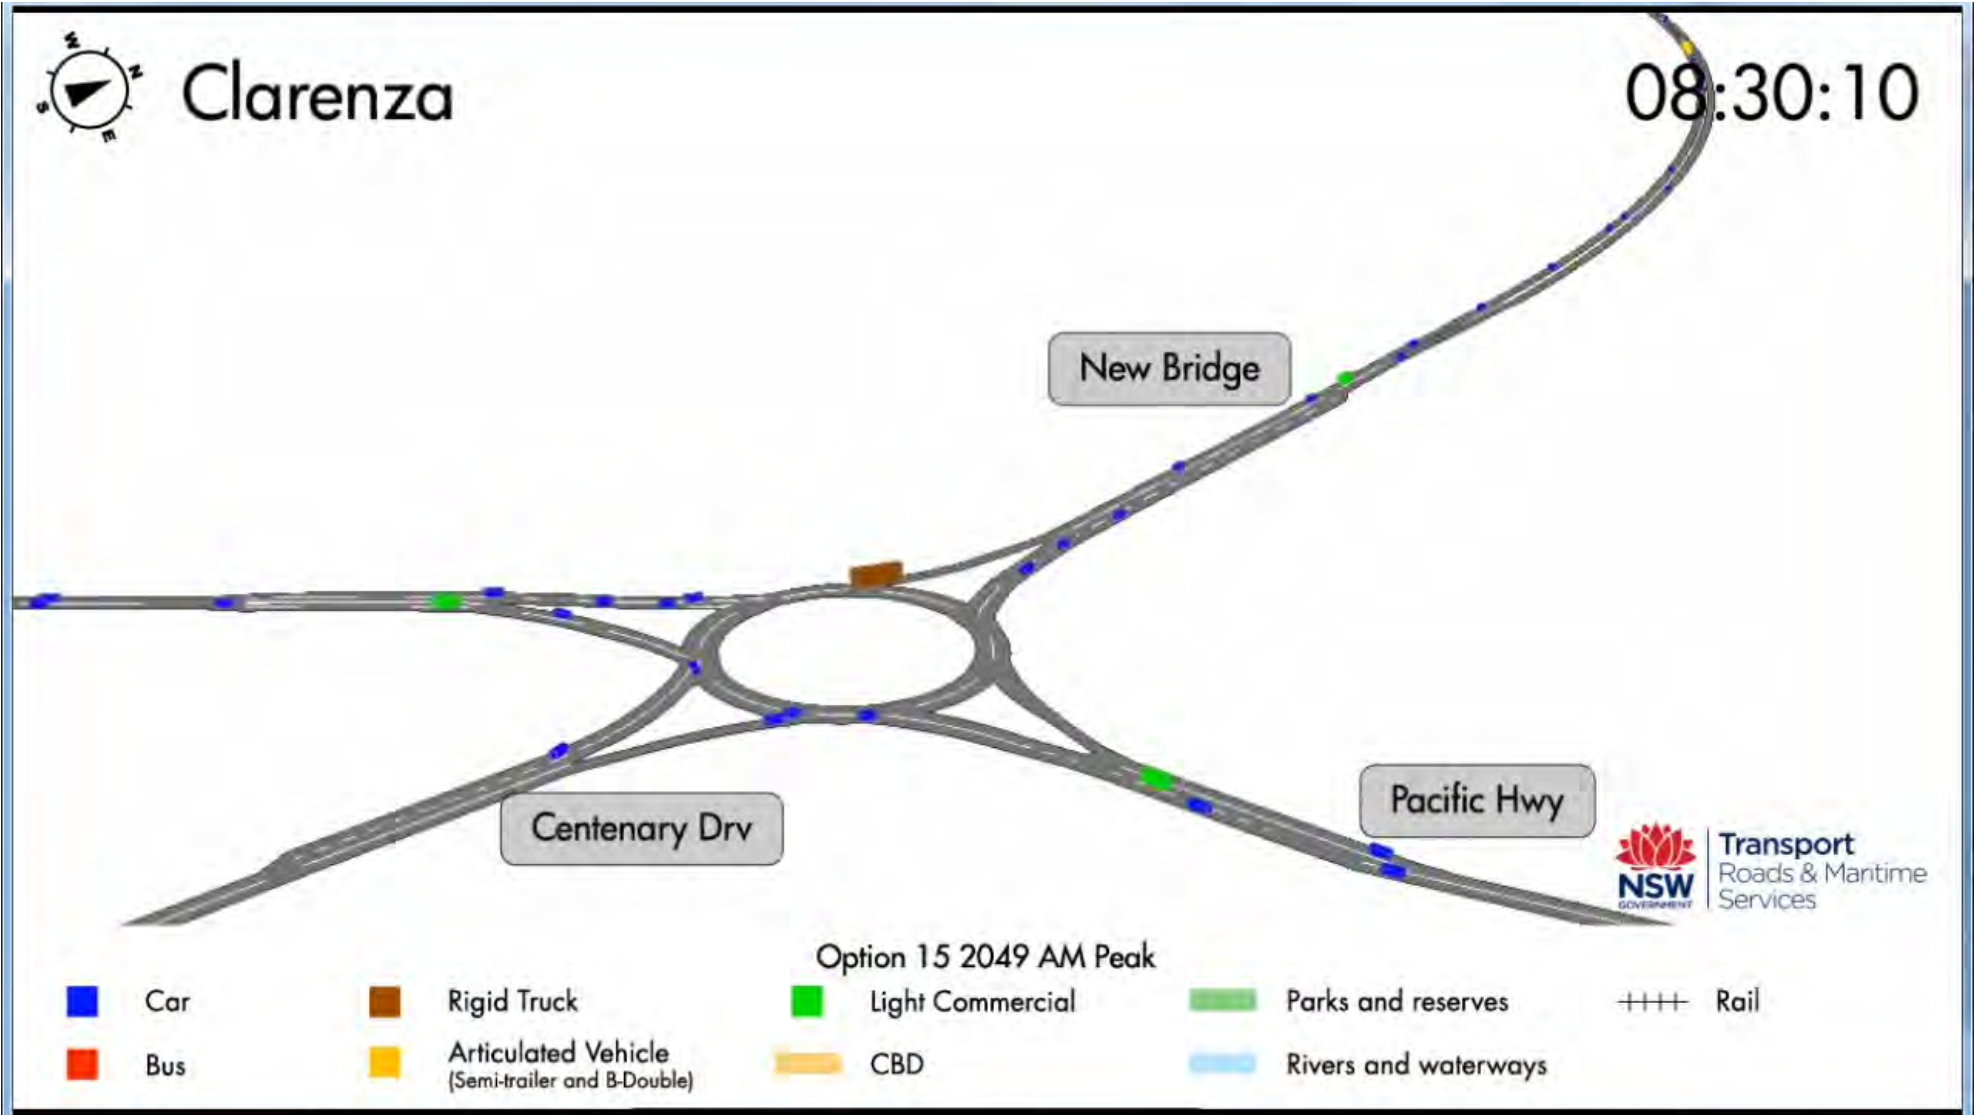 W
N
S
E
Clarenza
08:30:10
New Bridge
Pacific Hwy
Centenary Drv
NSW
GOVERNMENT
Transport
Roads & Maritime
Services
Option 15 2049 AM Peak
Car
Rigid Truck
Light Commercial
Parks and reserves
Rail
Bus
Articulated Vehicle
(Semi-trailer and B-Double)
CBD
Rivers and waterways